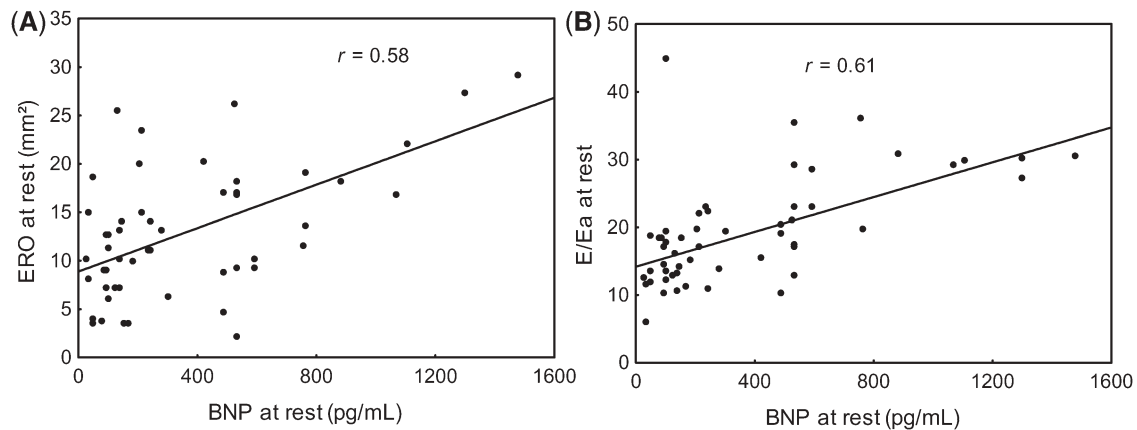 (A)
35
30
25
20
15
10
5
0
ERO at rest (mm²)
r = 0.58
0 400 800 1200 1600
BNP at rest (pg/mL)
(B)
50
40
30
20
10
0
E/Ea at rest
r = 0.61
0 400 800 1200 1600
BNP at rest (pg/mL)